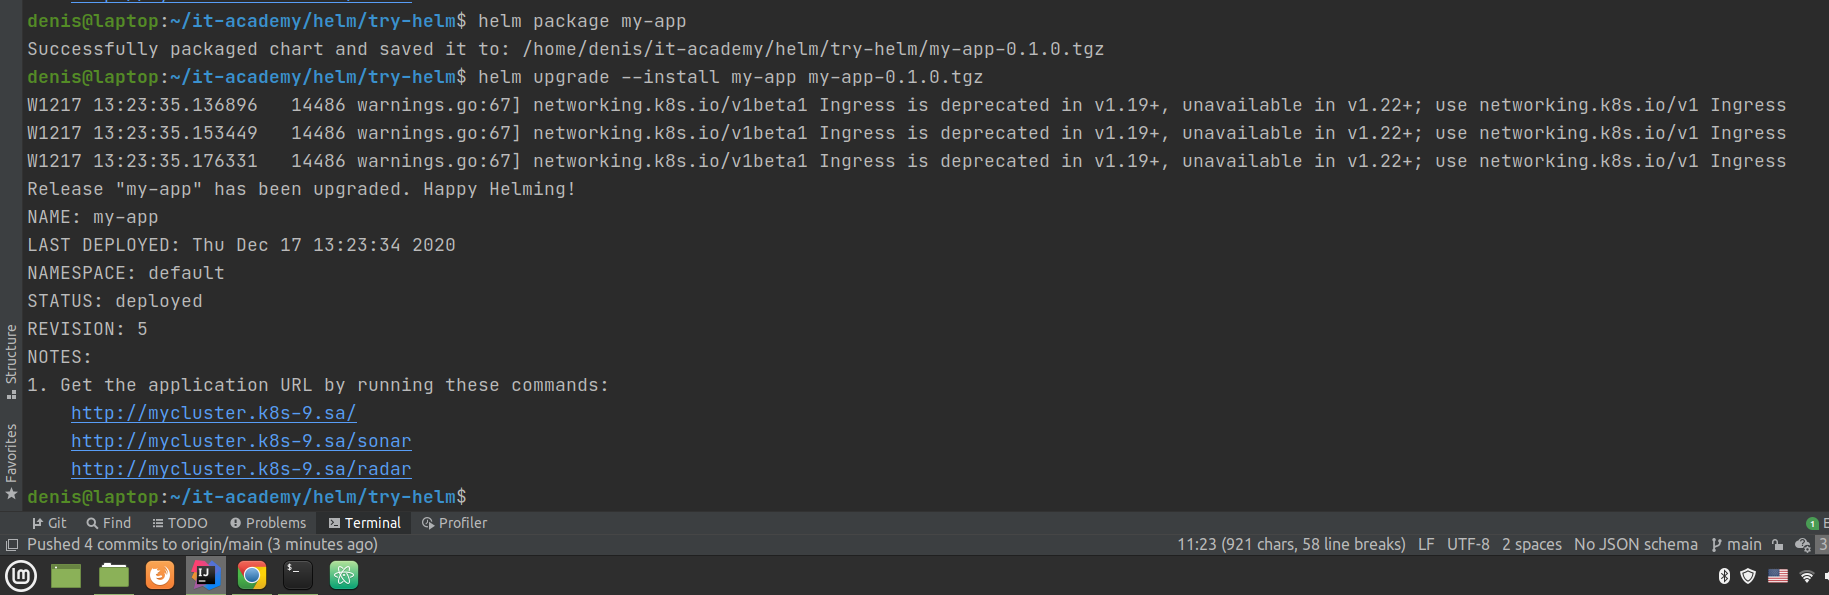 denis@laptop:~/it-academy/helm/try-helm$ helm package my-app
Successfully packaged chart and saved it to: /home/denis/it-academy/helm/try-helm/my-app-0.1.0.tgz
denis@laptop:~/it-academy/helm/try-helm$ helm upgrade --install my-app my-app-0.1.0.tgz
W1217 13:23:35.136896   14486 warnings.go:67] networking.k8s.io/v1beta1 Ingress is deprecated in v1.19+, unavailable in v1.22+; use networking.k8s.io/v1 Ingress
W1217 13:23:35.153449   14486 warnings.go:67] networking.k8s.io/v1beta1 Ingress is deprecated in v1.19+, unavailable in v1.22+; use networking.k8s.io/v1 Ingress
W1217 13:23:35.176331   14486 warnings.go:67] networking.k8s.io/v1beta1 Ingress is deprecated in v1.19+, unavailable in v1.22+; use networking.k8s.io/v1 Ingress
Release "my-app" has been upgraded. Happy Helming!
NAME: my-app
LAST DEPLOYED: Thu Dec 17 13:23:34 2020
NAMESPACE: default
STATUS: deployed
REVISION: 5
NOTES:
1. Get the application URL by running these commands:
http://mycluster.k8s-9.sa/
http://mycluster.k8s-9.sa/sonar
http://mycluster.k8s-9.sa/radar
denis@laptop:~/it-academy/helm/try-helm$
Structure
Favorites
Git Find TODO Problems Terminal Profiler 1 E
Pushed 4 commits to origin/main (3 minutes ago) 11:23 (921 chars, 58 line breaks) LF UTF-8 2 spaces No JSON schema main 3
IJ $_